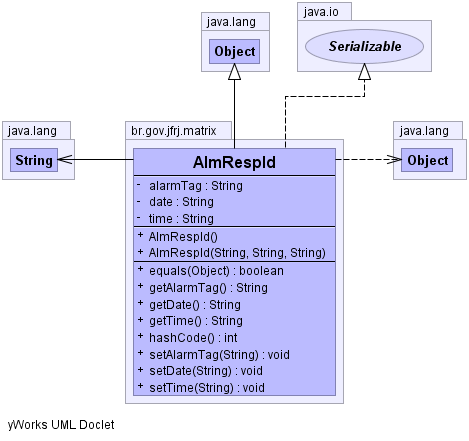 java.lang
Object
java.io
Serializable
java.lang
String
br.gov.jfrj.matrix
AlmRespId
- alarmTag : String
- date : String
- time : String
+ AlmRespId()
+ AlmRespId(String, String, String)
+ equals(Object) : boolean
+ getAlarmTag() : String
+ getDate() : String
+ getTime() : String
+ hashCode() : int
+ setAlarmTag(String) : void
+ setDate(String) : void
+ setTime(String) : void
java.lang
Object
yWorks UML Doclet